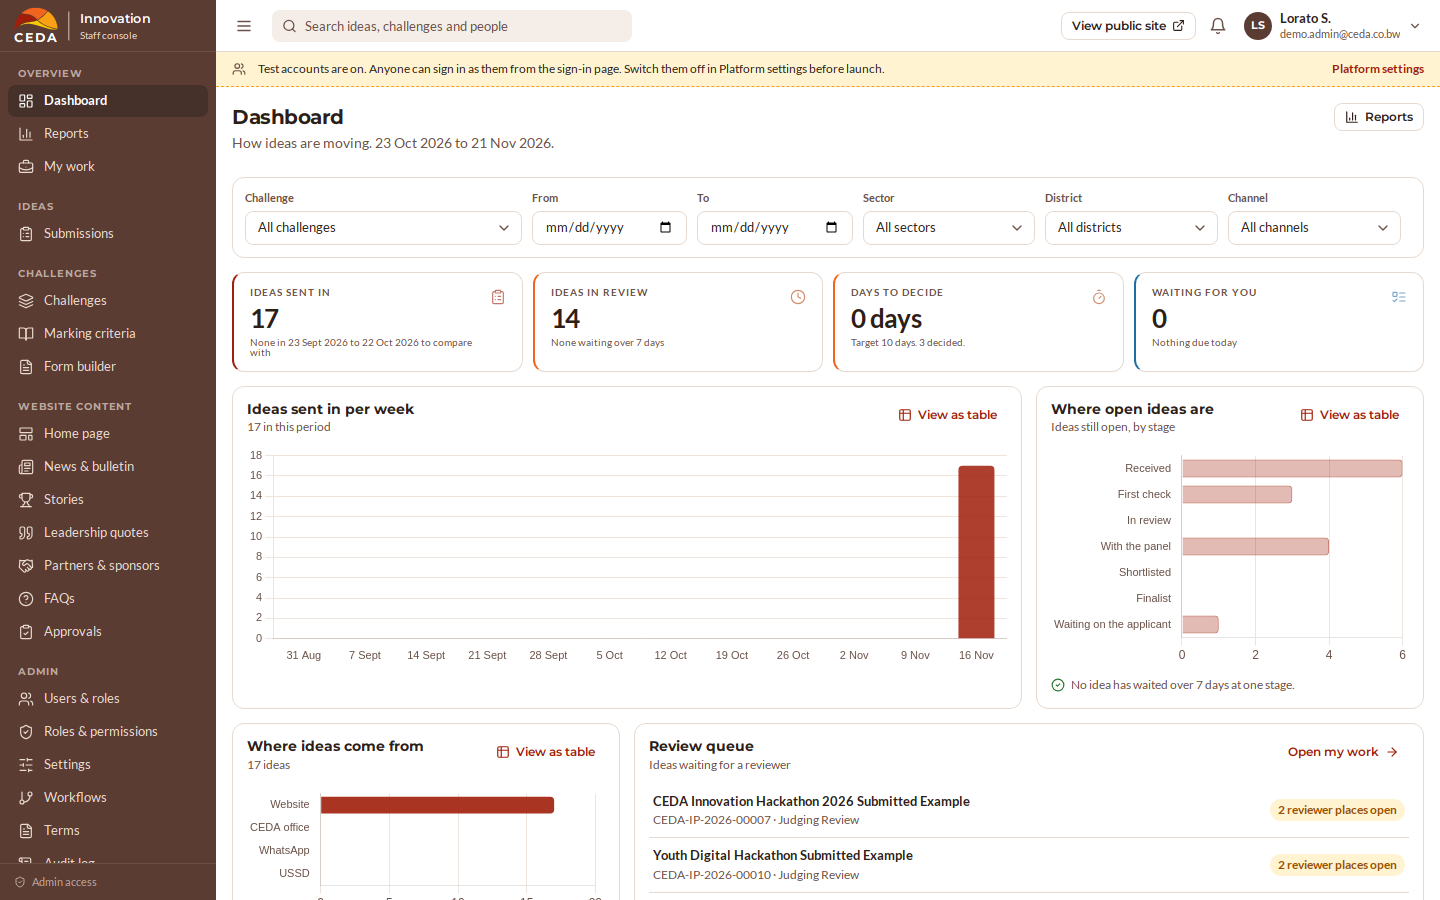 CEDA
Innovation
Staff console
OVERVIEW
Dashboard
Reports
My work
IDEAS
Submissions
CHALLENGES
Challenges
Marking criteria
Form builder
WEBSITE CONTENT
Home page
News & bulletin
Stories
Leadership quotes
Partners & sponsors
FAQs
Approvals
ADMIN
Users & roles
Roles & permissions
Settings
Workflows
Terms
Audit log
Admin access
Search ideas, challenges and people
View public site
LS
Lorato S.
demo.admin@ceda.co.bw
Test accounts are on. Anyone can sign in as them from the sign-in page. Switch them off in Platform settings before launch.
Platform settings
Dashboard
How ideas are moving. 23 Oct 2026 to 21 Nov 2026.
Reports
Challenge
From
To
Sector
District
Channel
All challenges
mm/dd/yyyy
mm/dd/yyyy
All sectors
All districts
All channels
IDEAS SENT IN
17
None in 23 Sept 2026 to 22 Oct 2026 to compare
with
IDEAS IN REVIEW
14
None waiting over 7 days
DAYS TO DECIDE
0 days
Target 10 days. 3 decided.
WAITING FOR YOU
0
Nothing due today
Ideas sent in per week
17 in this period
View as table
18
16
14
12
10
8
6
4
2
0
31 Aug
7 Sept
14 Sept
21 Sept
28 Sept
5 Oct
12 Oct
19 Oct
26 Oct
2 Nov
9 Nov
16 Nov
Where open ideas are
Ideas still open, by stage
View as table
Received
First check
In review
With the panel
Shortlisted
Finalist
Waiting on the applicant
0
2
4
6
No idea has waited over 7 days at one stage.
Where ideas come from
17 ideas
View as table
Website
CEDA office
WhatsApp
USSD
0
5
10
15
20
Review queue
Ideas waiting for a reviewer
Open my work
CEDA Innovation Hackathon 2026 Submitted Example
CEDA-IP-2026-00007 · Judging Review
2 reviewer places open
Youth Digital Hackathon Submitted Example
CEDA-IP-2026-00010 · Judging Review
2 reviewer places open